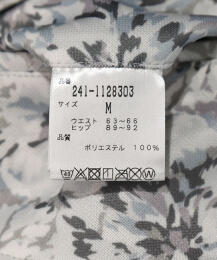 品番
241-1128303
サイズ
M
ウエスト 63~66
ヒップ 89~92
品質
ポリエステル 100%